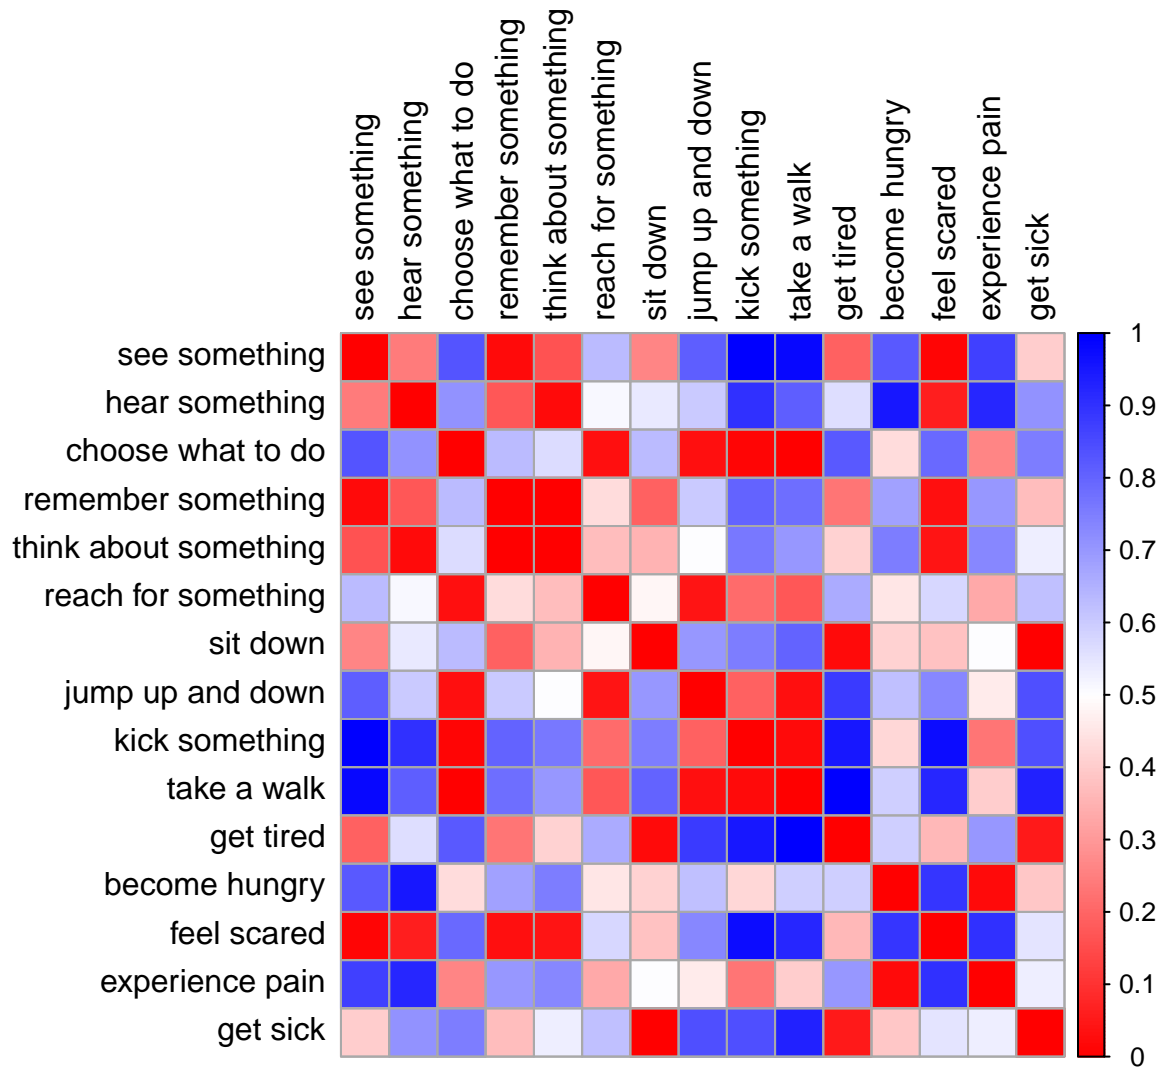 see something
hear something
choose what to do
remember something
think about something
reach for something
sit down
jump up and down
kick something
take a walk
get tired
become hungry
feel scared
experience pain
get sick
see something
hear something
choose what to do
remember something
think about something
reach for something
sit down
jump up and down
kick something
take a walk
get tired
become hungry
feel scared
experience pain
get sick
1
0.9
0.8
0.7
0.6
0.5
0.4
0.3
0.2
0.1
0